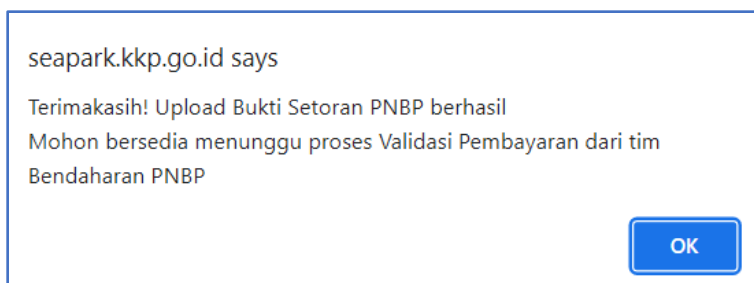 seapark.kkp.go.id says
Terimakasih! Upload Bukti Setoran PNBP berhasil
Mohon bersedia menunggu proses Validasi Pembayaran dari tim
Bendaharan PNBP
OK